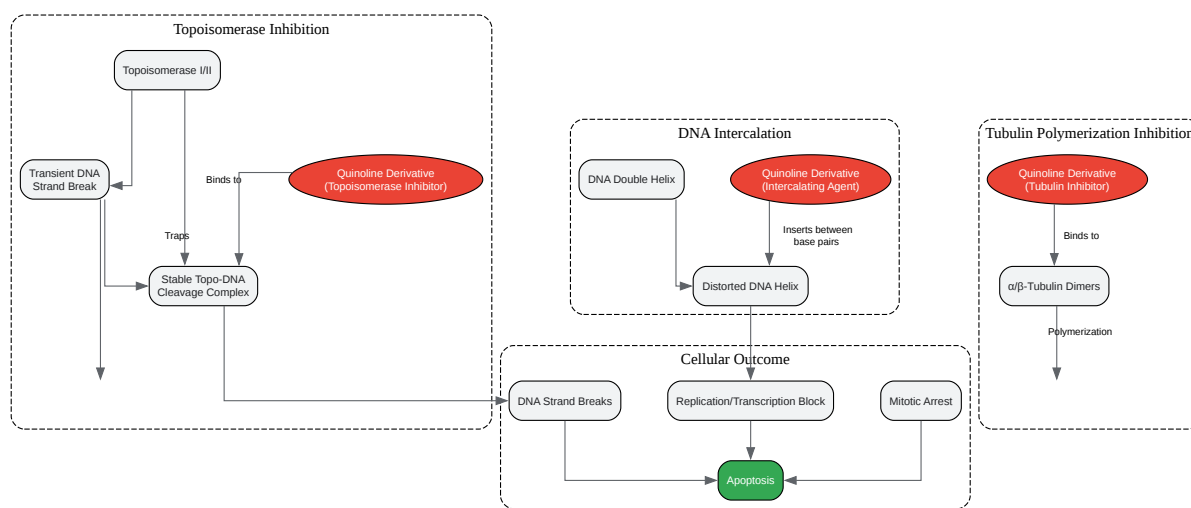 Topoisomerase Inhibition
Topoisomerase I/II
Transient DNA
Strand Break
Binds to
Quinoline Derivative
(Topoisomerase Inhibitor)
Traps
Stable Topo-DNA
Cleavage Complex
DNA Intercalation
DNA Double Helix
Quinoline Derivative
(Intercalating Agent)
Inserts between
base pairs
Distorted DNA Helix
Tubulin Polymerization Inhibition
Quinoline Derivative
(Tubulin Inhibitor)
Binds to
α/β-Tubulin Dimers
Polymerization
Cellular Outcome
DNA Strand Breaks
Replication/Transcription Block
Mitotic Arrest
Apoptosis